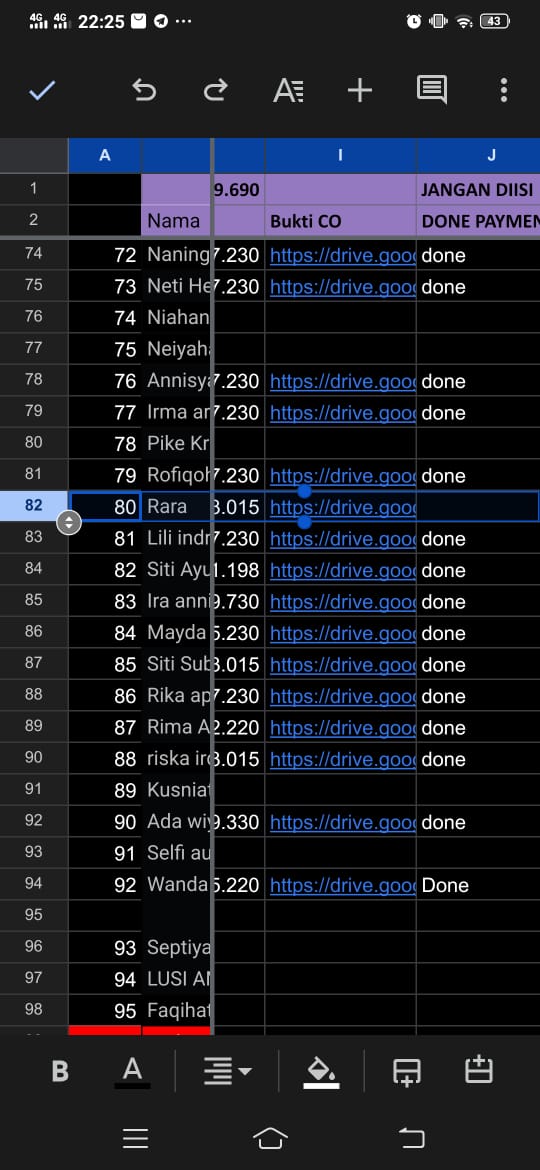 4G 4G 22:25 43
A I J
1 9.690 JANGAN DIISI
2 Nama Bukti CO DONE PAYMEN
74 72 Naning 7.230 https://drive.goo done
75 73 Neti He 7.230 https://drive.goo done
76 74 Niahan
77 75 Neiyah
78 76 Annisya 7.230 https://drive.goo done
79 77 Irma ar 7.230 https://drive.goo done
80 78 Pike Kr
81 79 Rofiqoh 7.230 https://drive.goo done
82 80 Rara 3.015 https://drive.goo
83 81 Lili indr 7.230 https://drive.goo done
84 82 Siti Ayu 1.198 https://drive.goo done
85 83 Ira anni 9.730 https://drive.goo done
86 84 Mayda 5.230 https://drive.goo done
87 85 Siti Sub 3.015 https://drive.goo done
88 86 Rika ap 7.230 https://drive.goo done
89 87 Rima A 2.220 https://drive.goo done
90 88 riska ir 3.015 https://drive.goo done
91 89 Kusniat
92 90 Ada wiy 9.330 https://drive.goo done
93 91 Selfi au
94 92 Wanda 5.220 https://drive.goo Done
95
96 93 Septiya
97 94 LUSI AN
98 95 Faqihat
B A